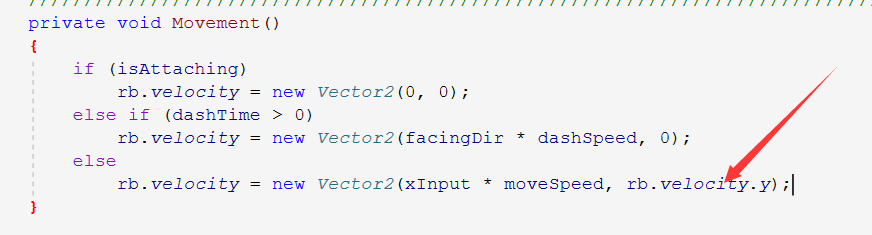 private void Movement()
{
if (isAttaching)
rb.velocity = new Vector2(0, 0);
else if (dashTime > 0)
rb.velocity = new Vector2(facingDir * dashSpeed, 0);
else
rb.velocity = new Vector2(xInput * moveSpeed, rb.velocity.y);
}